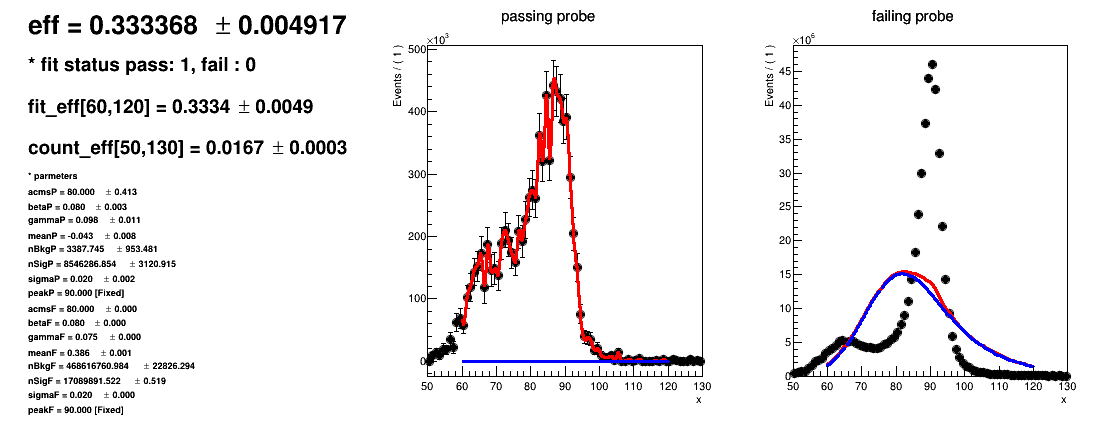 eff = 0.333368 ± 0.004917
* fit status pass: 1, fail : 0
fit_eff[60,120] = 0.3334 ± 0.0049
count_eff[50,130] = 0.0167 ± 0.0003
* parmeters
acmsP = 80.000 ± 0.413
betaP = 0.080 ± 0.003
gammaP = 0.098 ± 0.011
meanP = -0.043 ± 0.008
nBkgP = 3387.745 ± 953.481
nSigP = 8546286.854 ± 3120.915
sigmaP = 0.020 ± 0.002
peakP = 90.000 [Fixed]
acmsF = 80.000 ± 0.000
betaF = 0.080 ± 0.000
gammaF = 0.075 ± 0.000
meanF = 0.386 ± 0.001
nBkgF = 468616760.984 ± 22826.294
nSigF = 17089891.522 ± 0.519
sigmaF = 0.020 ± 0.000
peakF = 90.000 [Fixed]
passing probe
×10³
Events / ( 1 )
500
400
300
200
100
0
50 60 70 80 90 100 110 120 130
x
failing probe
×10⁶
Events / ( 1 )
45
40
35
30
25
20
15
10
5
0
50 60 70 80 90 100 110 120 130
x